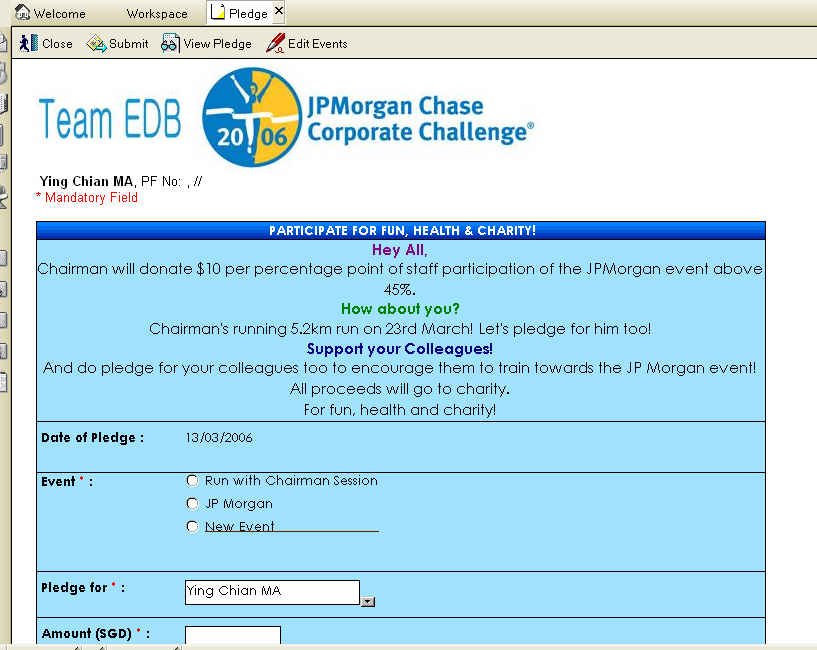 Welcome Workspace Pledge
Close Submit View Pledge Edit Events
Team EDB
2006
JPMorgan Chase
Corporate Challenge®
Ying Chian MA, PF No: , //
* Mandatory Field
PARTICIPATE FOR FUN, HEALTH & CHARITY!
Hey All,
Chairman will donate $10 per percentage point of staff participation of the JPMorgan event above
45%.
How about you?
Chairman's running 5.2km run on 23rd March! Let's pledge for him too!
Support your Colleagues!
And do pledge for your colleagues too to encourage them to train towards the JP Morgan event!
All proceeds will go to charity.
For fun, health and charity!
Date of Pledge : 13/03/2006
Event * : Run with Chairman Session
JP Morgan
New Event
Pledge for * : Ying Chian MA
Amount (SGD) * :